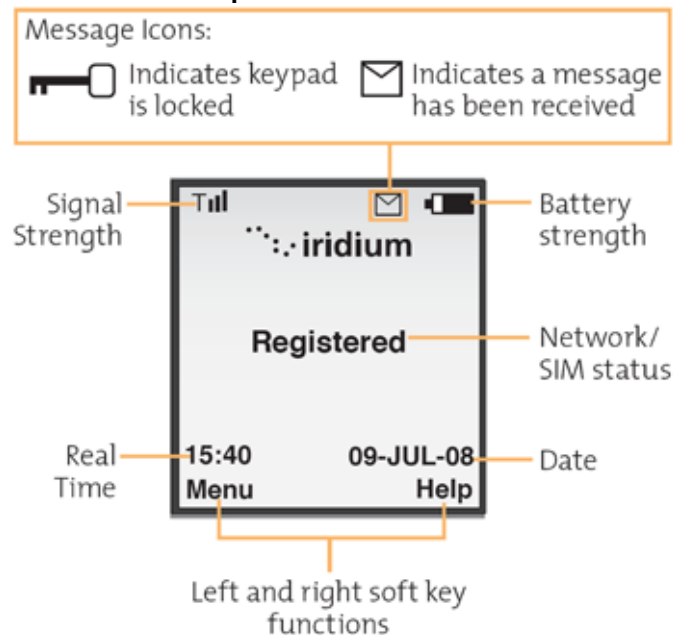 Message Icons:
Indicates keypad
is locked
Indicates a message
has been received
Signal
Strength
T
Battery
strength
iridium
Registered
Network/
SIM status
Real
Time
15:40
09-JUL-08
Date
Menu
Help
Left and right soft key
functions